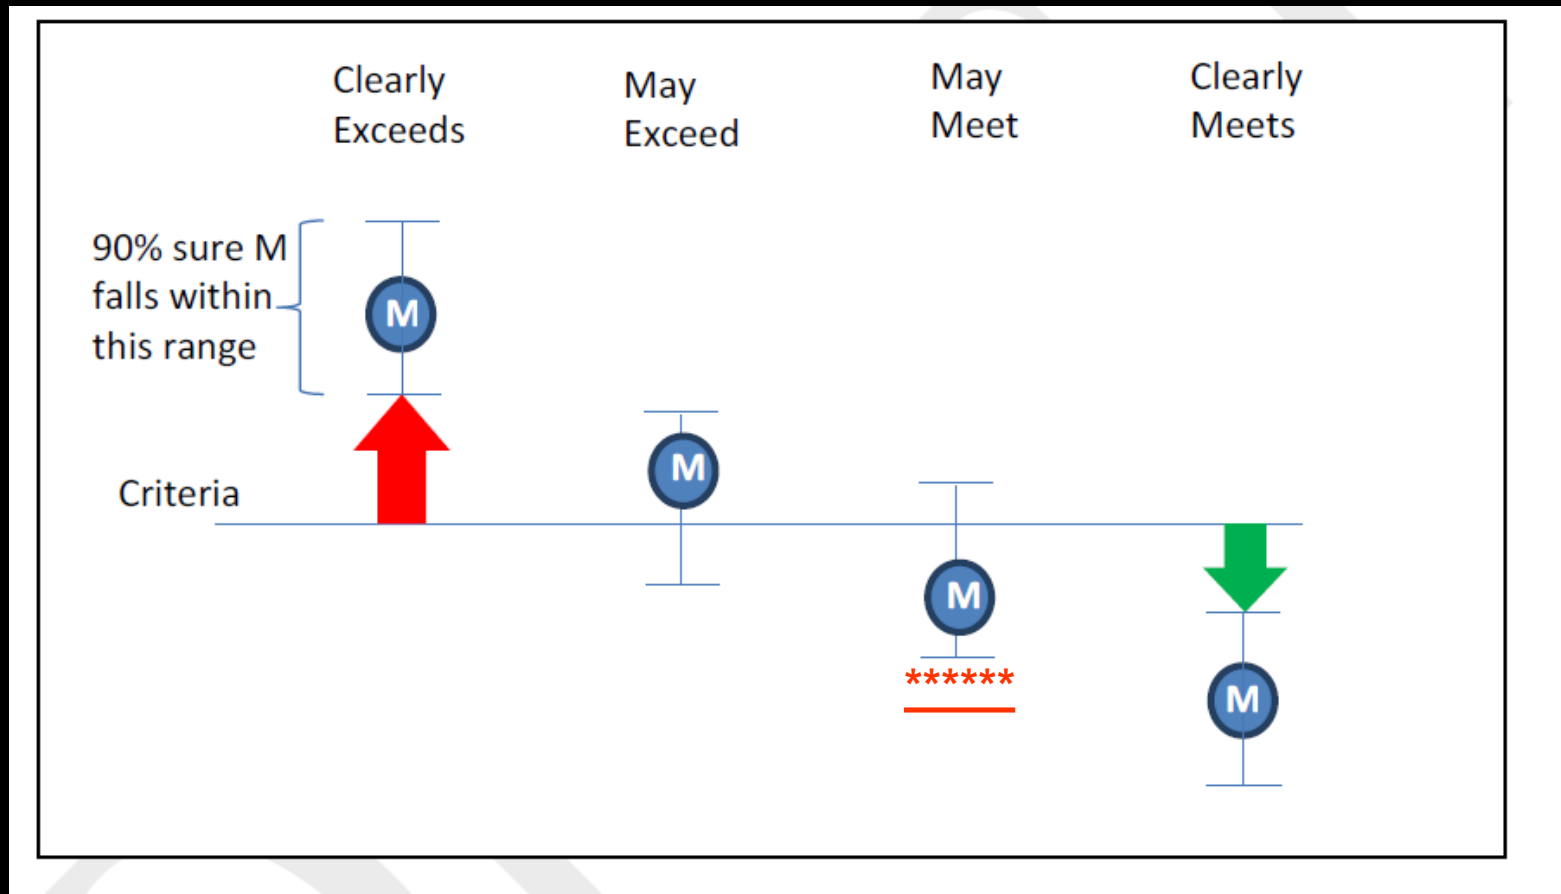 Clearly
Exceeds
May
Exceed
May
Meet
Clearly
Meets
90% sure M
falls within
this range
M
M
Criteria
M
******
M